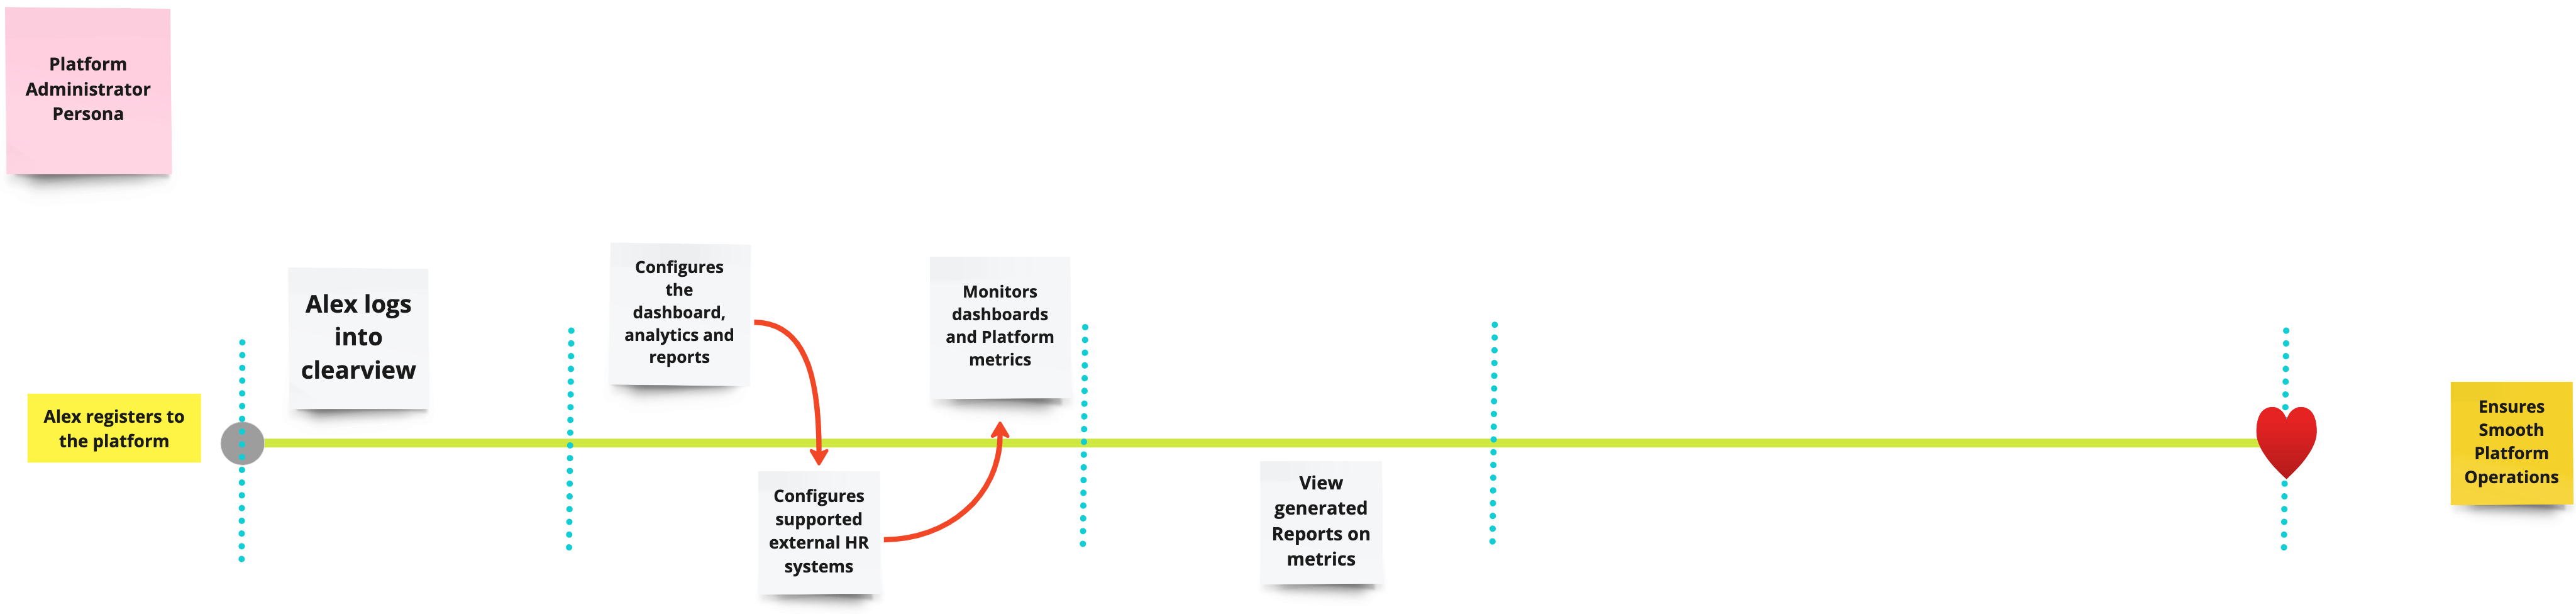 Platform
Administrator
Persona
Alex registers to
the platform
Alex logs
into
clearview
Configures
the
dashboard,
analytics and
reports
Configures
supported
external HR
systems
Monitors
dashboards
and Platform
metrics
View
generated
Reports on
metrics
Ensures
Smooth
Platform
Operations